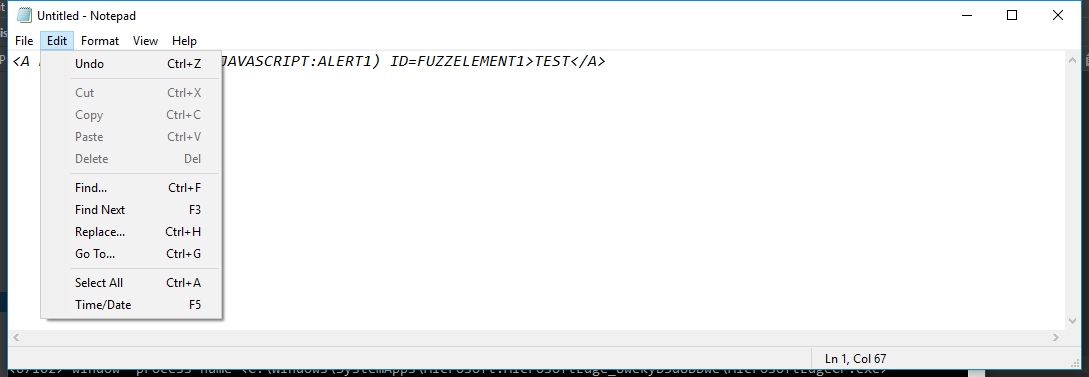 Untitled - Notepad
File Edit Format View Help
<A JAVASCRIPT:ALERT1) ID=FUZZELEMENT1>TEST</A>
Undo Ctrl+Z
Cut Ctrl+X
Copy Ctrl+C
Paste Ctrl+V
Delete Del
Find... Ctrl+F
Find Next F3
Replace... Ctrl+H
Go To... Ctrl+G
Select All Ctrl+A
Time/Date F5
Ln 1, Col 67